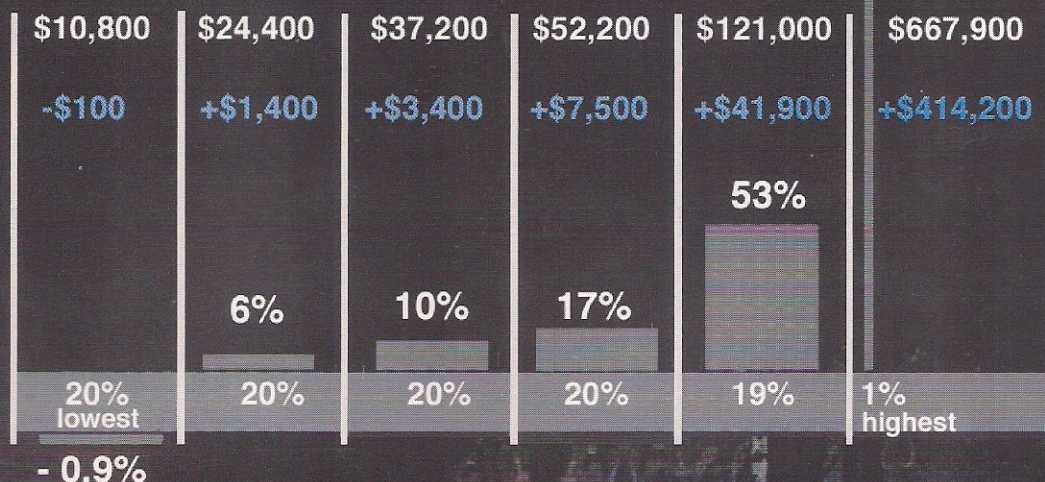 $10,800 $24,400 $37,200 $52,200 $121,000 $667,900
-$100 +$1,400 +$3,400 +$7,500 +$41,900 +$414,200
53%
6% 10% 17%
20% 20% 20% 20% 19% 1%
lowest highest
- 0.9%